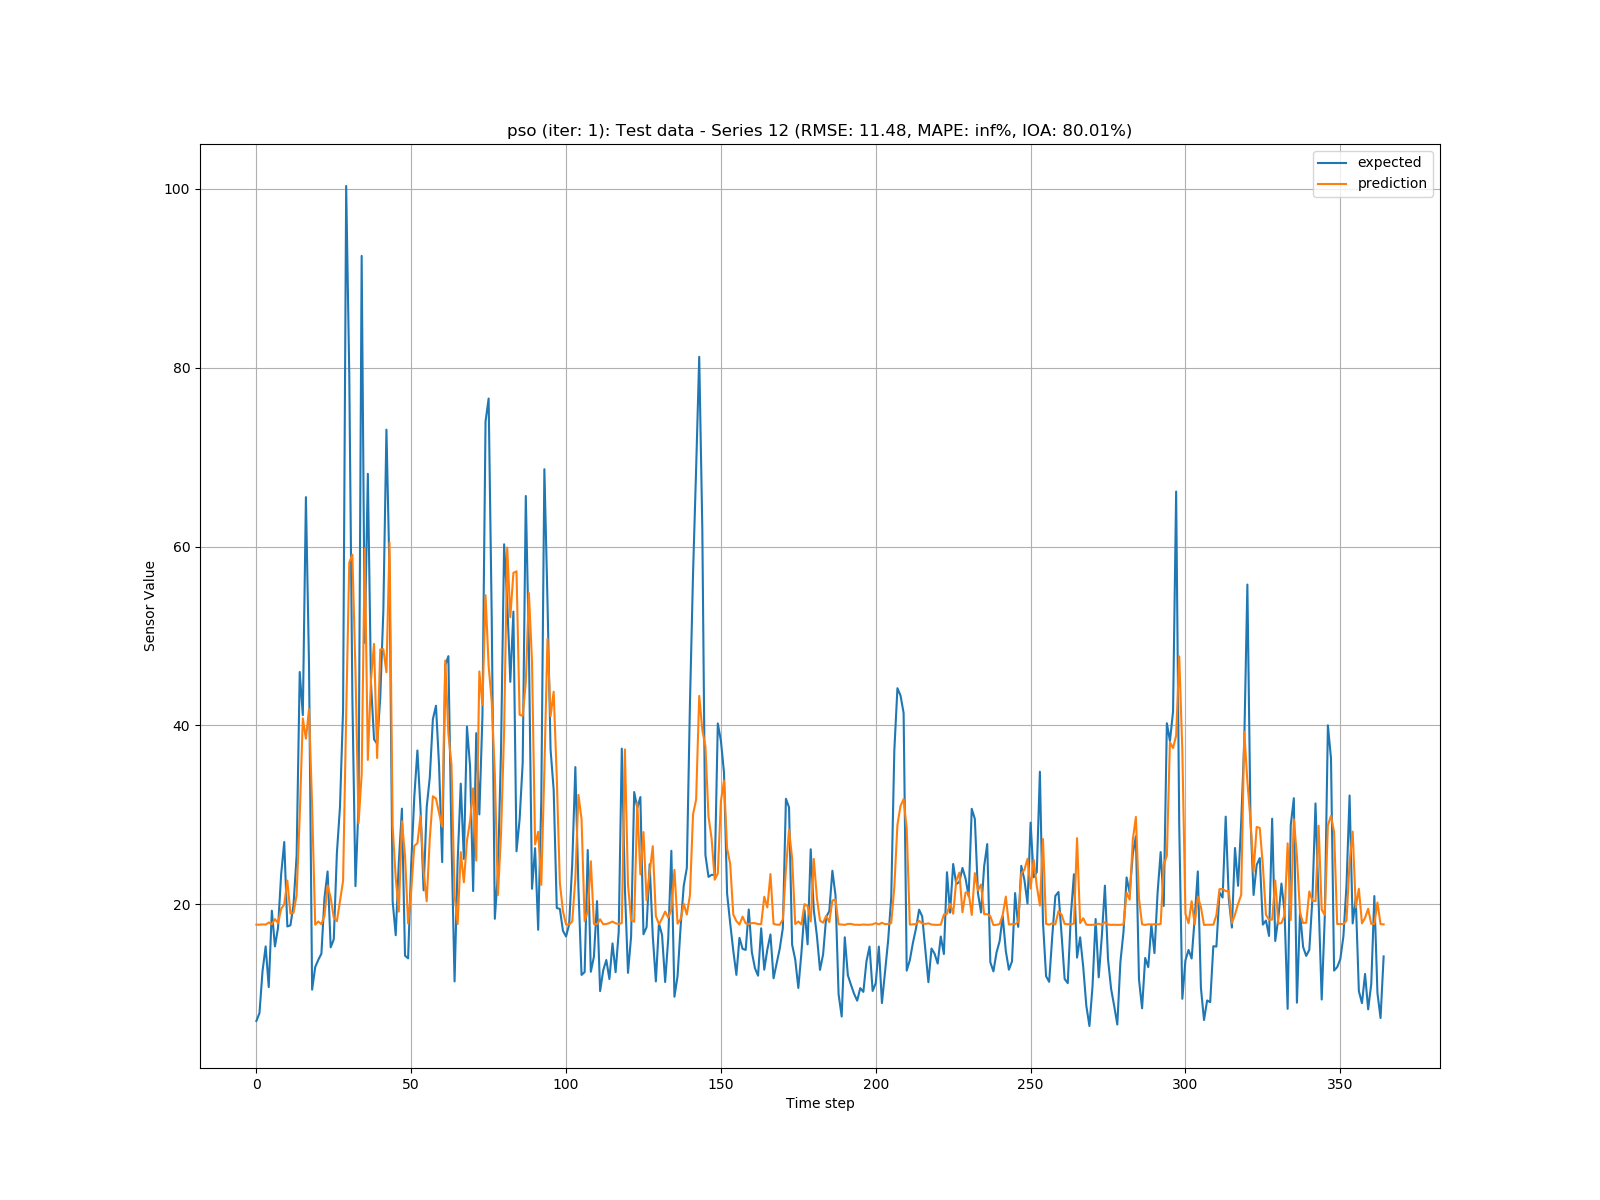 pso (iter: 1): Test data - Series 12 (RMSE: 11.48, MAPE: inf%, IOA: 80.01%)
expected
prediction
100
80
60
40
20
Sensor Value
0 50 100 150 200 250 300 350
Time step